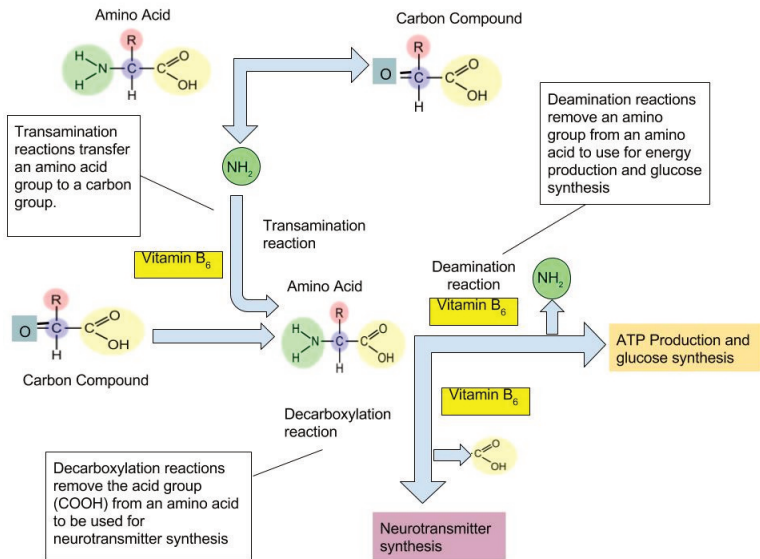 Amino Acid
Carbon Compound
H
H
N
R
C
H
C
O
OH
O
R
C
H
C
O
OH
Transamination
reactions transfer
an amino acid
group to a carbon
group.
Deamination reactions
remove an amino
group from an amino
acid to use for energy
production and glucose
synthesis
NH2
Transamination
reaction
Vitamin B6
Amino Acid
Deamination
reaction
Vitamin B6
NH2
O
R
C
H
C
O
OH
Carbon Compound
H
H
N
R
C
H
C
O
OH
ATP Production and
glucose synthesis
Vitamin B6
Decarboxylation
reaction
C
O
OH
Decarboxylation reactions
remove the acid group
(COOH) from an amino acid
to be used for
neurotransmitter synthesis
Neurotransmitter
synthesis